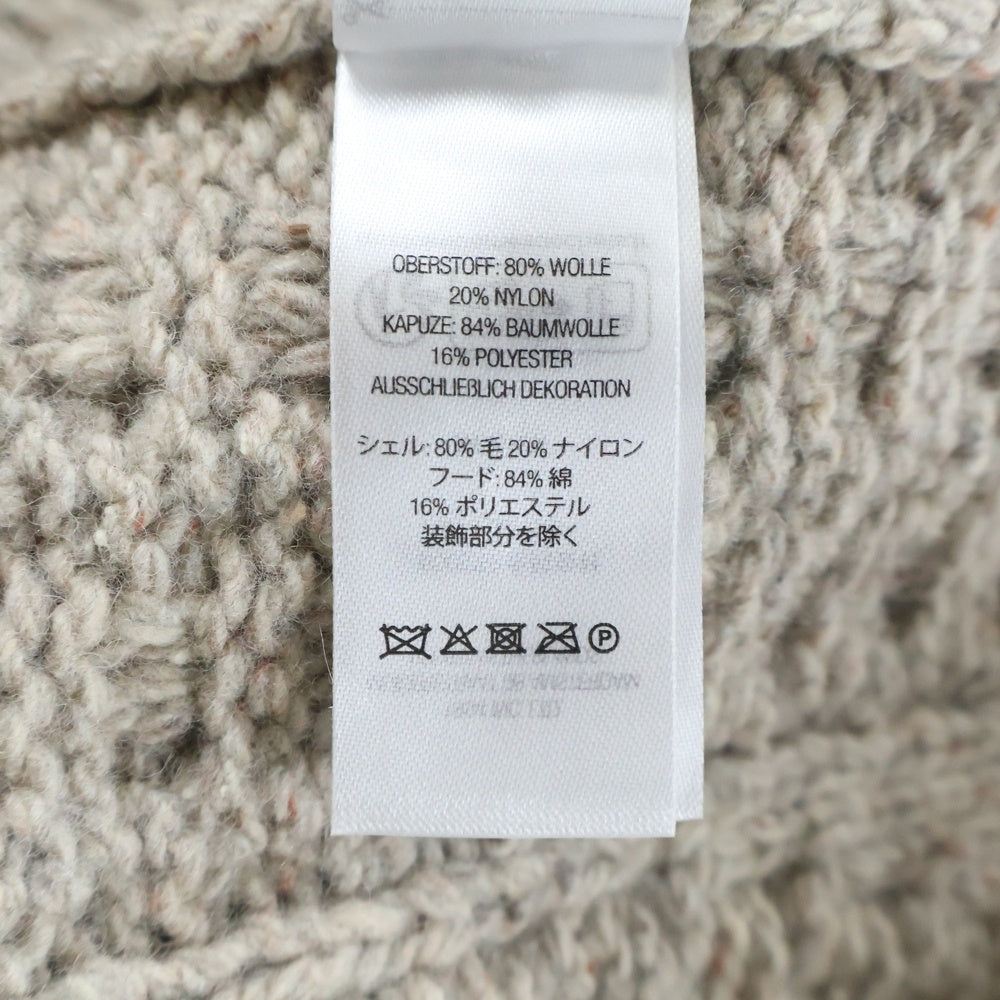 OBERSTOFF: 80% WOLLE
20% NYLON
KAPUZE: 84% BAUMWOLLE
16% POLYESTER
AUSSCHLIEßLICH DEKORATION
シェル: 80% 毛 20% ナイロン
フード: 84% 綿
16% ポリエステル
装飾部分を除く
P